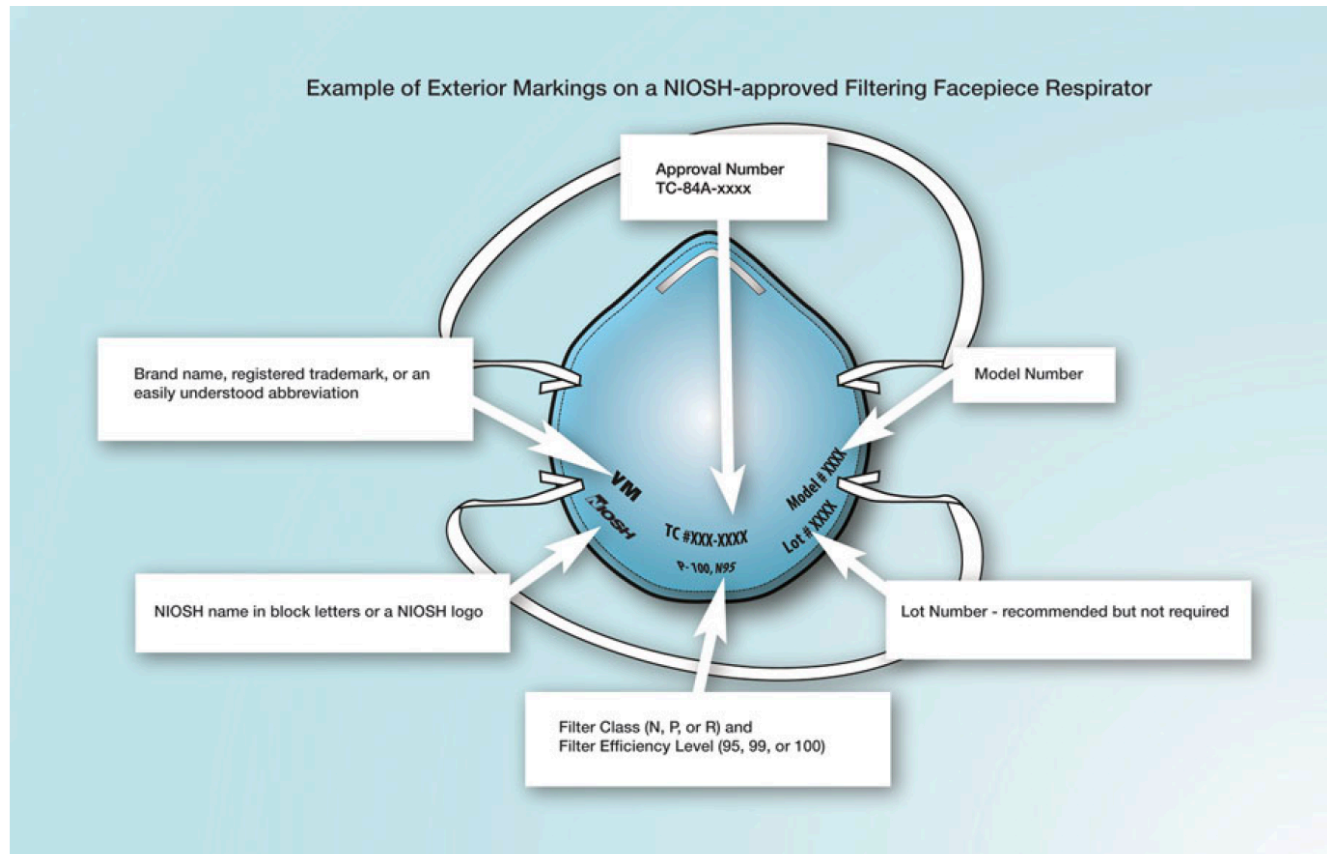 Example of Exterior Markings on a NIOSH-approved Filtering Facepiece Respirator
Approval Number
TC-84A-xxxx
Brand name, registered trademark, or an
easily understood abbreviation
Model Number
VM
NIOSH
TC #XXX-XXXX
P-100, N95
Model # XXXX
Lot # XXXX
NIOSH name in block letters or a NIOSH logo
Lot Number - recommended but not required
Filter Class (N, P, or R) and
Filter Efficiency Level (95, 99, or 100)